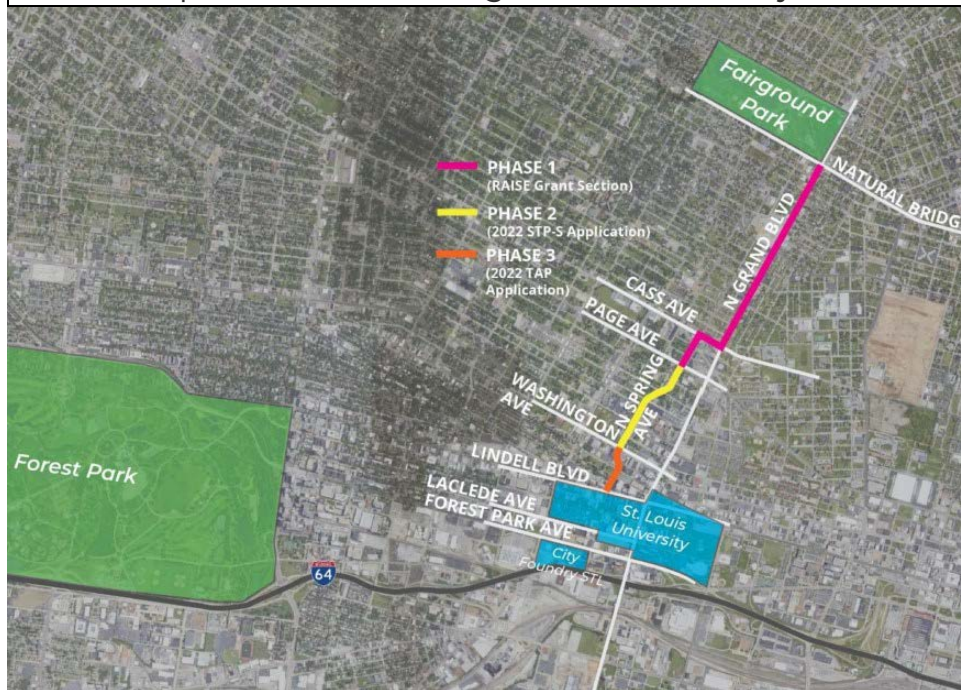 Fairground
Park
PHASE 1
(RAISE Grant Section)
PHASE 2
(2022 STP-S Application)
PHASE 3
(2022 TAP
Application)
NATURAL BRIDG
N GRAND BLVD
CASS AVE
PAGE AVE
N SPRING
AVE
WASHINGTON
AVE
LINDELL BLVD
LACLEDE AVE
FOREST PARK AVE
St. Louis
University
City
Foundry STL
Forest Park
64